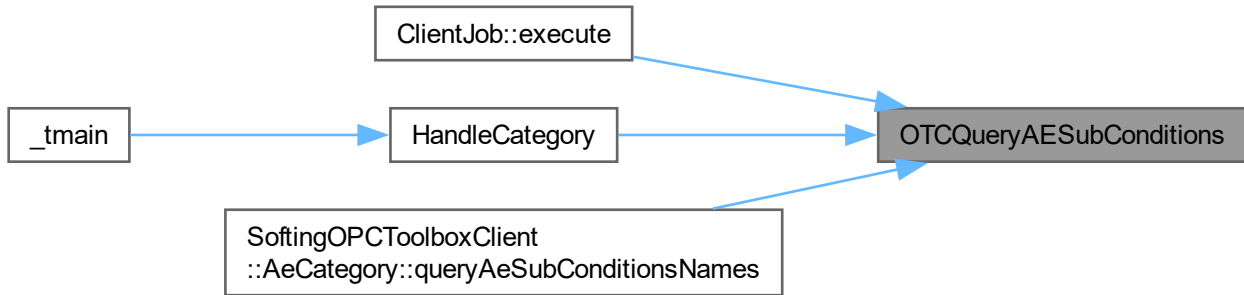 ClientJob::execute
_tmain
HandleCategory
OTCQueryAESubConditions
SoftingOPCToolboxClient
::AeCategory::queryAeSubConditionsNames